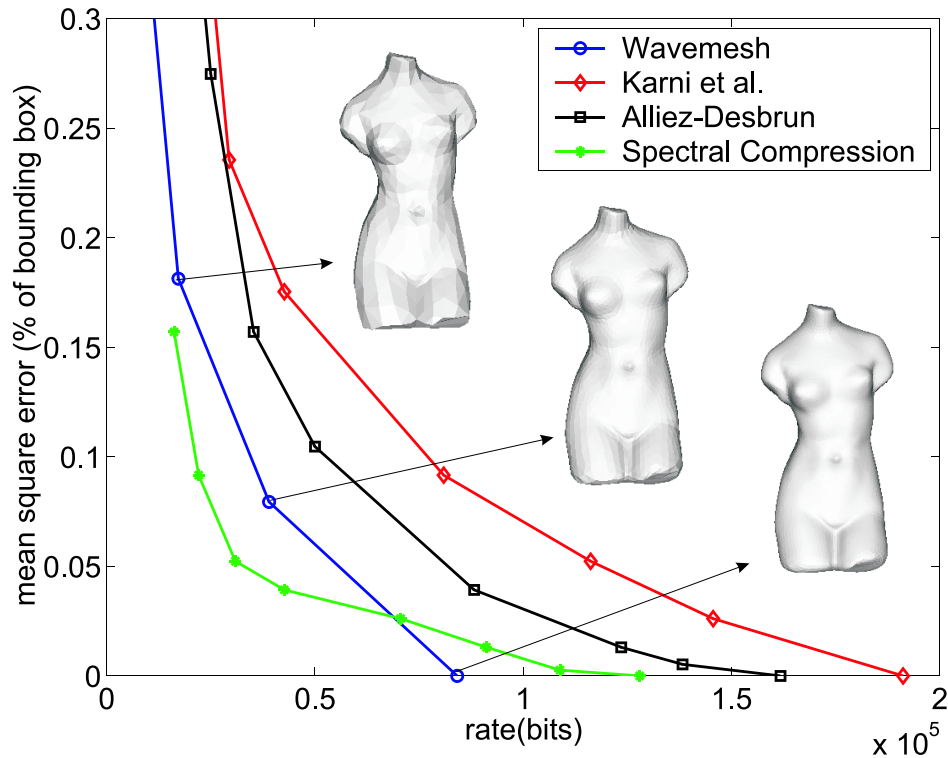 mean square error (% of bounding box)
0.3
0.25
0.2
0.15
0.1
0.05
0
Wavemesh
Karni et al.
Alliez-Desbrun
Spectral Compression
0 0.5 1 1.5 2
rate(bits)
x 10^5